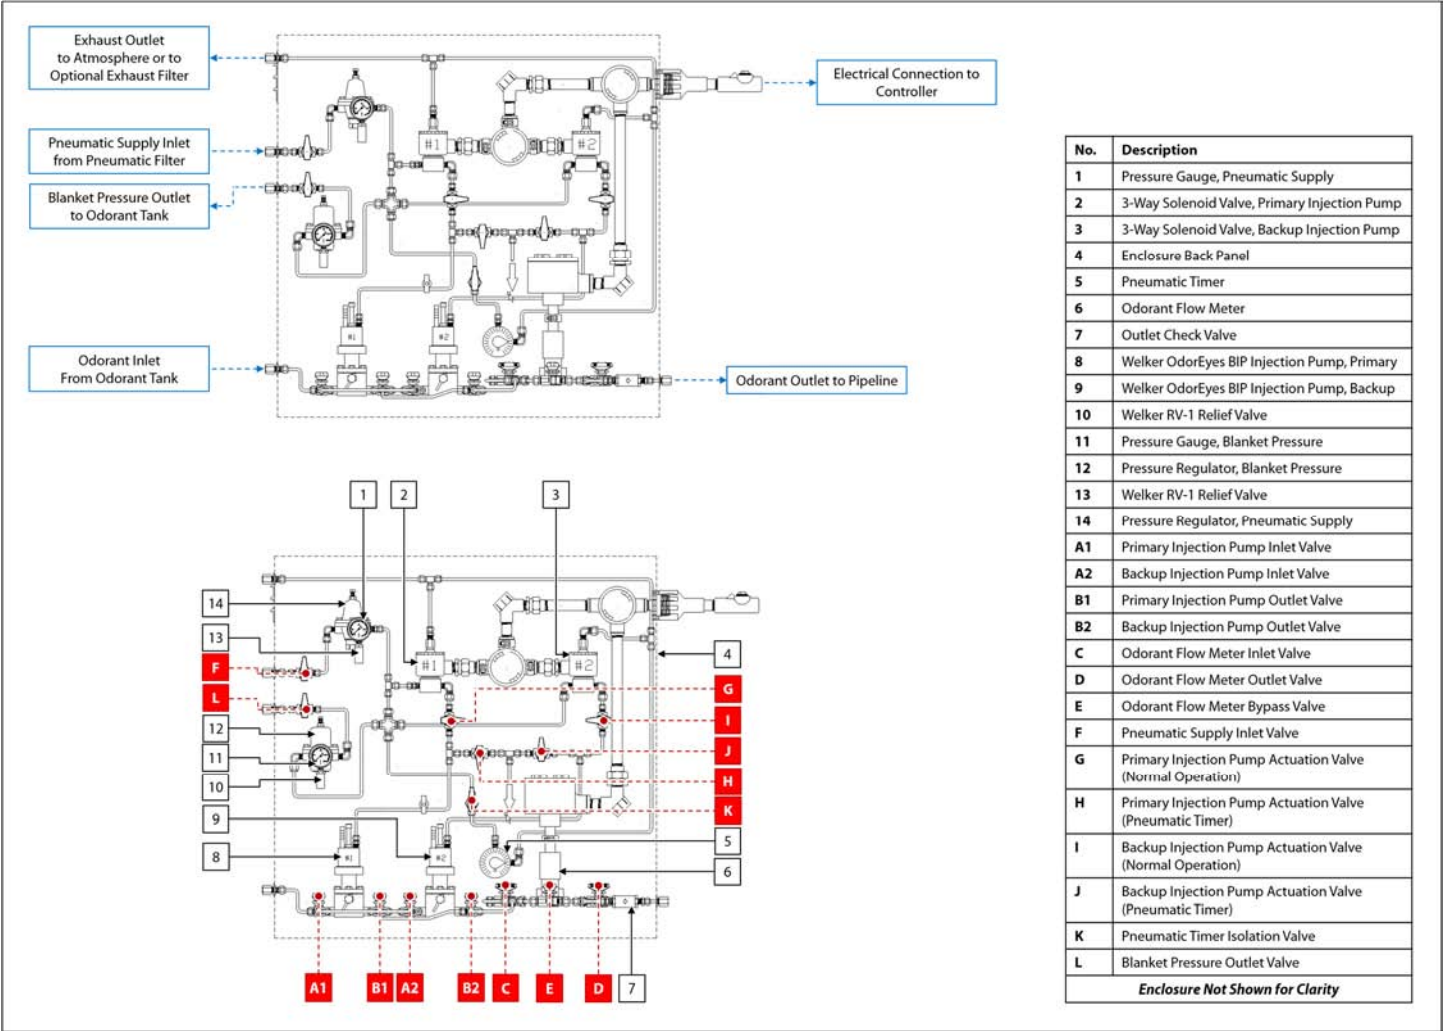 Exhaust Outlet
to Atmosphere or to
Optional Exhaust Filter
Electrical Connection to
Controller
Pneumatic Supply Inlet
from Pneumatic Filter
Blanket Pressure Outlet
to Odorant Tank
Odorant Inlet
From Odorant Tank
Odorant Outlet to Pipeline
#1
#2
#1
#2
1
2
3
14
13
F
L
12
11
10
9
8
4
G
I
J
H
K
5
6
#1
#2
#1
#2
A1
B1
A2
B2
C
E
D
7
No. Description
1 Pressure Gauge, Pneumatic Supply
2 3-Way Solenoid Valve, Primary Injection Pump
3 3-Way Solenoid Valve, Backup Injection Pump
4 Enclosure Back Panel
5 Pneumatic Timer
6 Odorant Flow Meter
7 Outlet Check Valve
8 Welker OdorEyes BIP Injection Pump, Primary
9 Welker OdorEyes BIP Injection Pump, Backup
10 Welker RV-1 Relief Valve
11 Pressure Gauge, Blanket Pressure
12 Pressure Regulator, Blanket Pressure
13 Welker RV-1 Relief Valve
14 Pressure Regulator, Pneumatic Supply
A1 Primary Injection Pump Inlet Valve
A2 Backup Injection Pump Inlet Valve
B1 Primary Injection Pump Outlet Valve
B2 Backup Injection Pump Outlet Valve
C Odorant Flow Meter Inlet Valve
D Odorant Flow Meter Outlet Valve
E Odorant Flow Meter Bypass Valve
F Pneumatic Supply Inlet Valve
G Primary Injection Pump Actuation Valve
(Normal Operation)
H Primary Injection Pump Actuation Valve
(Pneumatic Timer)
I Backup Injection Pump Actuation Valve
(Normal Operation)
J Backup Injection Pump Actuation Valve
(Pneumatic Timer)
K Pneumatic Timer Isolation Valve
L Blanket Pressure Outlet Valve
Enclosure Not Shown for Clarity